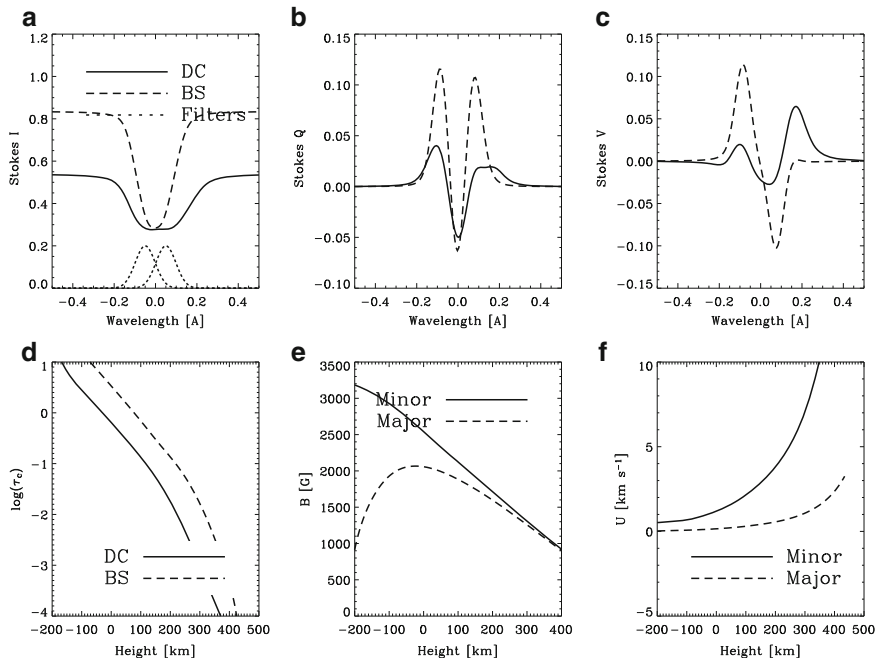 a
1.2
1.0
0.8
0.6
0.4
0.2
0.0
Stokes I
DC
BS
Filters
−0.4 −0.2 0.0 0.2 0.4
Wavelength [A]
b
0.15
0.10
0.05
0.00
−0.05
−0.10
Stokes Q
−0.4 −0.2 0.0 0.2 0.4
Wavelength [A]
c
0.15
0.10
0.05
0.00
−0.05
−0.10
−0.15
Stokes V
−0.4 −0.2 0.0 0.2 0.4
Wavelength [A]
d
1
0
−1
−2
−3
−4
log(τc)
DC
BS
−200 −100 0 100 200 300 400 500
Height [km]
e
3500
3000
2500
2000
1500
1000
500
0
B [G]
Minor
Major
−200 −100 0 100 200 300 400
Height [km]
f
10
5
0
−5
U [km s⁻¹]
Minor
Major
−200 −100 0 100 200 300 400 500
Height [km]